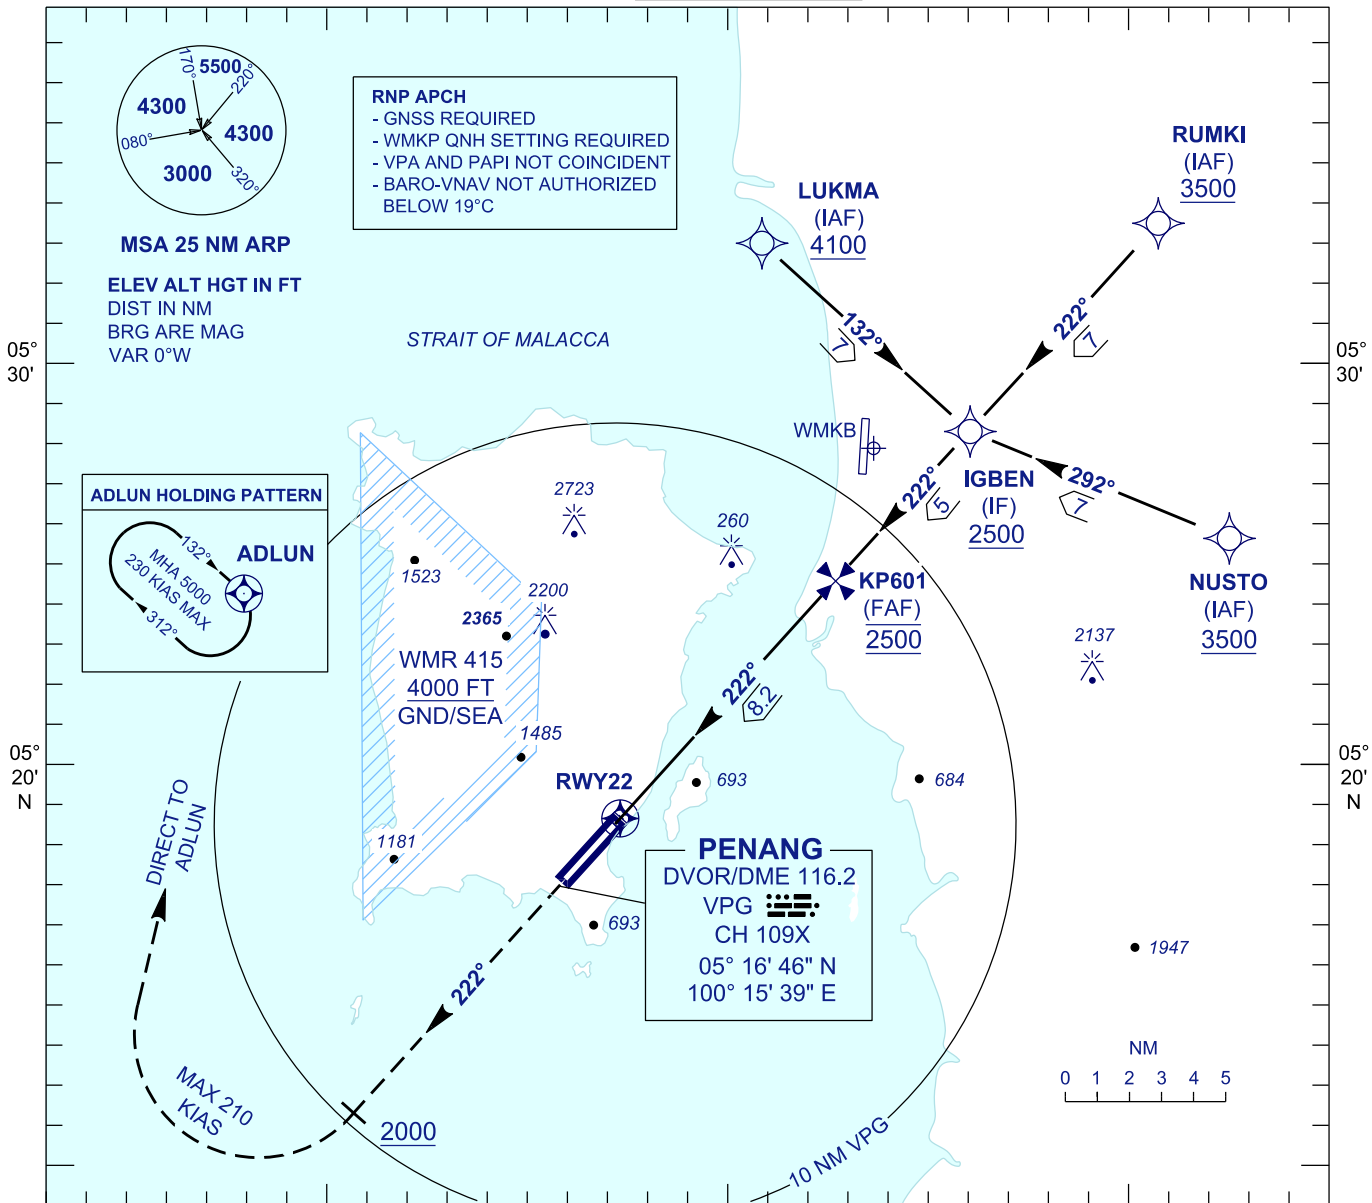 170°
5500
220°
4300
4300
080°
3000
320°
MSA 25 NM ARP
ELEV ALT HGT IN FT
DIST IN NM
BRG ARE MAG
VAR 0°W
RNP APCH
- GNSS REQUIRED
- WMKP QNH SETTING REQUIRED
- VPA AND PAPI NOT COINCIDENT
- BARO-VNAV NOT AUTHORIZED
BELOW 19°C
STRAIT OF MALACCA
LUKMA
(IAF)
4100
RUMKI
(IAF)
3500
132°
7
222°
7
05°
30'
05°
30'
WMKB
IGBEN
(IF)
2500
222°
5
292°
7
NUSTO
(IAF)
3500
KP601
(FAF)
2500
ADLUN HOLDING PATTERN
132°
ADLUN
MHA 5000
230 KIAS MAX
312°
2723
260
1523
2200
2365
WMR 415
4000 FT
GND/SEA
2137
1485
222°
8.2
05°
20'
N
05°
20'
N
RWY22
693
684
DIRECT TO
ADLUN
1181
PENANG
DVOR/DME 116.2
VPG
CH 109X
05° 16' 46" N
100° 15' 39" E
693
1947
222°
MAX 210
KIAS
2000
10 NM VPG
NM
0 1 2 3 4 5